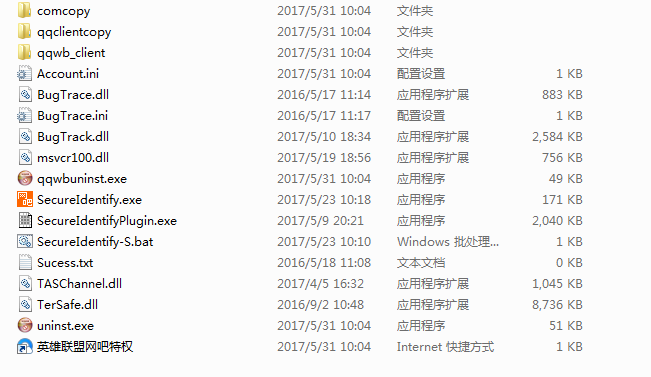 comcopy 2017/5/31 10:04 文件夹
qqclientcopy 2017/5/31 10:04 文件夹
qqwb_client 2017/5/31 10:04 文件夹
Account.ini 2017/5/31 10:04 配置设置 1 KB
BugTrace.dll 2016/5/17 11:14 应用程序扩展 883 KB
BugTrace.ini 2016/5/17 11:17 配置设置 1 KB
BugTrack.dll 2017/5/10 18:34 应用程序扩展 2,584 KB
msvcr100.dll 2017/5/19 18:56 应用程序扩展 756 KB
qqwbuninst.exe 2017/5/31 10:04 应用程序 49 KB
SecureIdentify.exe 2017/5/23 10:18 应用程序 171 KB
SecureIdentifyPlugin.exe 2017/5/9 20:21 应用程序 2,040 KB
SecureIdentify-S.bat 2017/5/23 10:10 Windows 批处理... 1 KB
Sucess.txt 2016/5/18 11:08 文本文档 0 KB
TASChannel.dll 2017/4/5 16:32 应用程序扩展 1,045 KB
TerSafe.dll 2016/9/2 10:48 应用程序扩展 8,736 KB
uninst.exe 2017/5/31 10:04 应用程序 51 KB
英雄联盟网吧特权 2017/5/31 10:04 Internet 快捷方式 1 KB